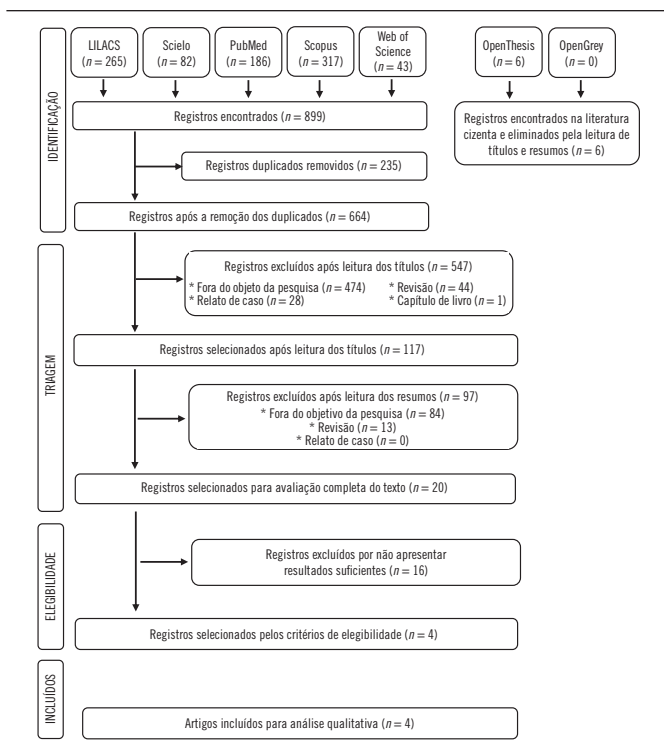 LILACS
(n = 265)
Scielo
(n = 82)
PubMed
(n = 186)
Scopus
(n = 317)
Web of
Science
(n = 43)
OpenThesis
(n = 6)
OpenGrey
(n = 0)
IDENTIFICAÇÃO
Registros encontrados (n = 899)
Registros encontrados na literatura
cizenta e eliminados pela leitura de
títulos e resumos (n = 6)
Registros duplicados removidos (n = 235)
Registros após a remoção dos duplicados (n = 664)
TRIAGEM
Registros excluídos após leitura dos títulos (n = 547)
* Fora do objeto da pesquisa (n = 474) * Revisão (n = 44)
* Relato de caso (n = 28) * Capítulo de livro (n = 1)
Registros selecionados após leitura dos títulos (n = 117)
Registros excluídos após leitura dos resumos (n = 97)
* Fora do objetivo da pesquisa (n = 84)
* Revisão (n = 13)
* Relato de caso (n = 0)
Registros selecionados para avaliação completa do texto (n = 20)
ELEGIBILIDADE
Registros excluídos por não apresentar
resultados suficientes (n = 16)
Registros selecionados pelos critérios de elegibilidade (n = 4)
INCLUÍDOS
Artigos incluídos para análise qualitativa (n = 4)